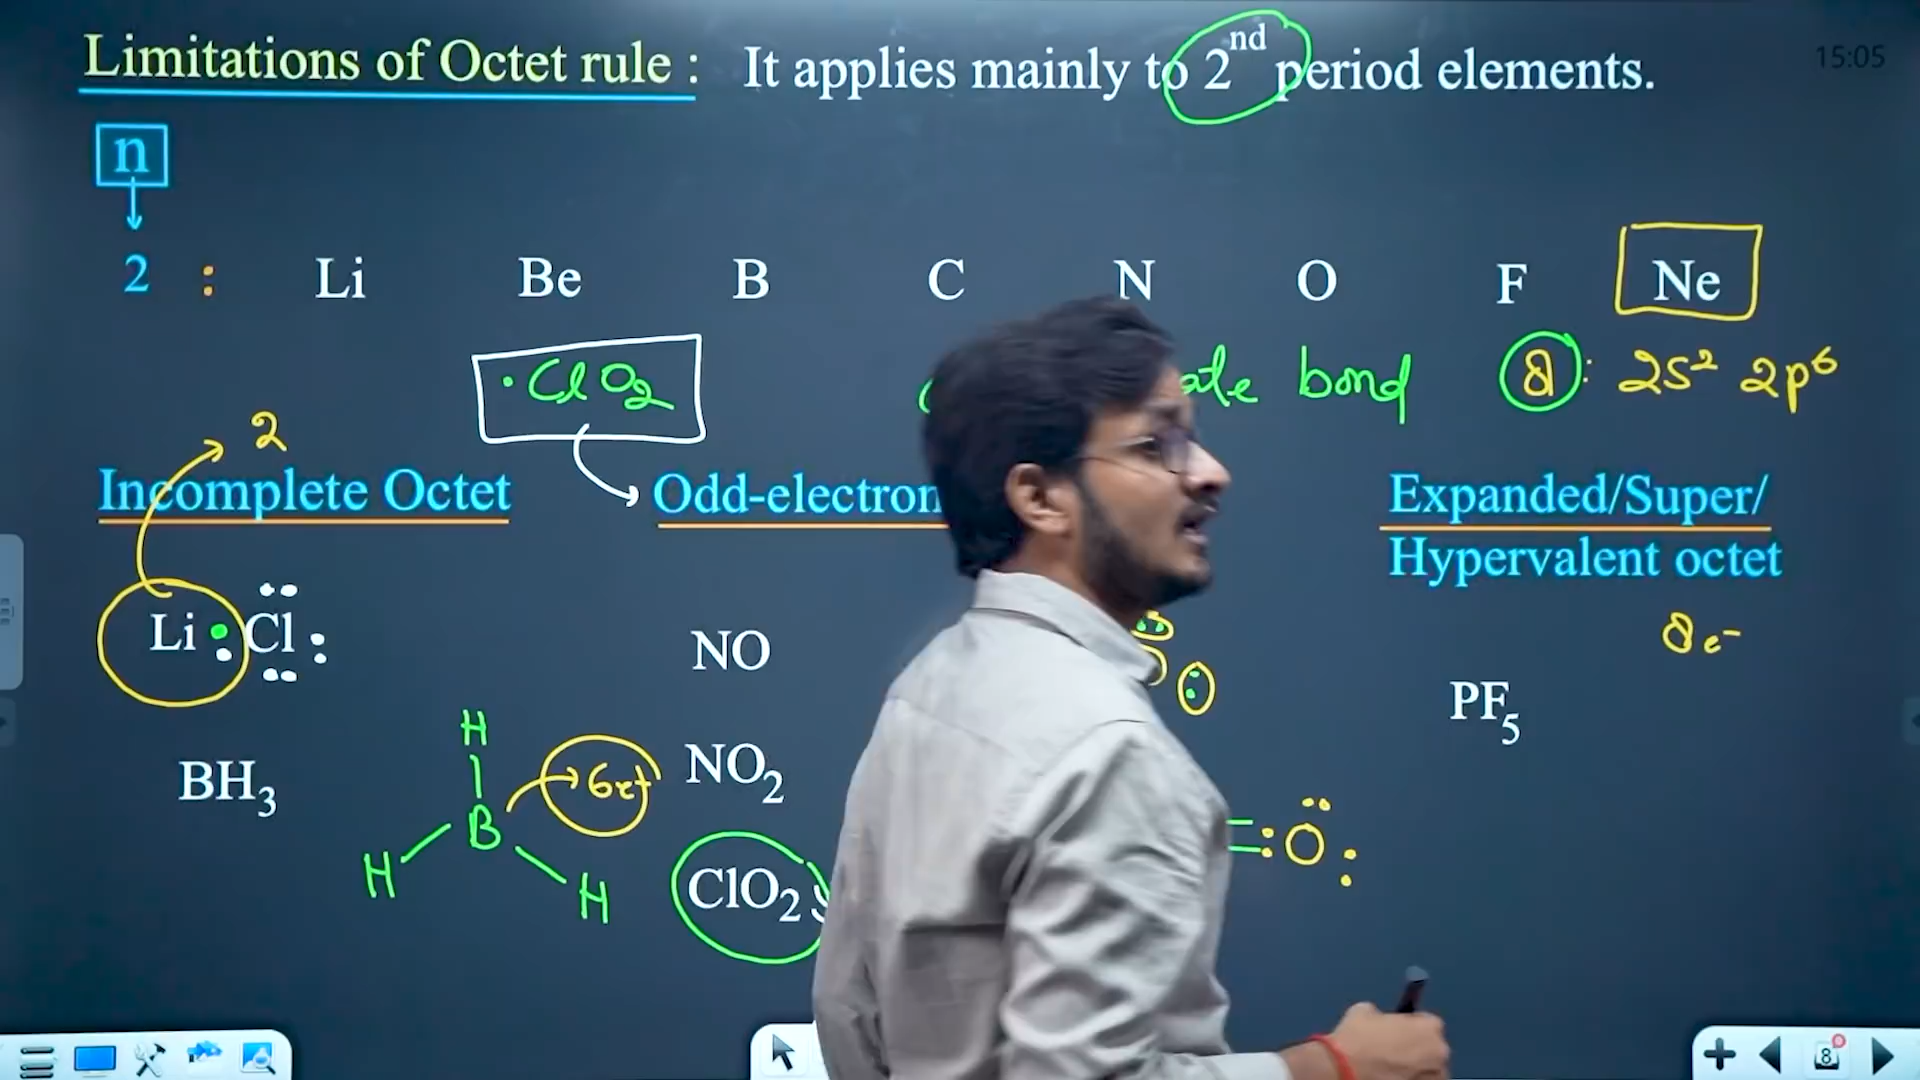 Limitations of Octet rule : It applies mainly to 2nd period elements.
15:05
n
2 : Li Be B C N O F Ne
·ClO2
ate bond
8 : 2s² 2p⁶
2
Incomplete Octet
Odd-electron
Expanded/Super/
Hypervalent octet
Li Cl
NO
8e⁻
O
PF5
H
BH3
B
6e⁻
NO2
O
H
H
ClO2
8